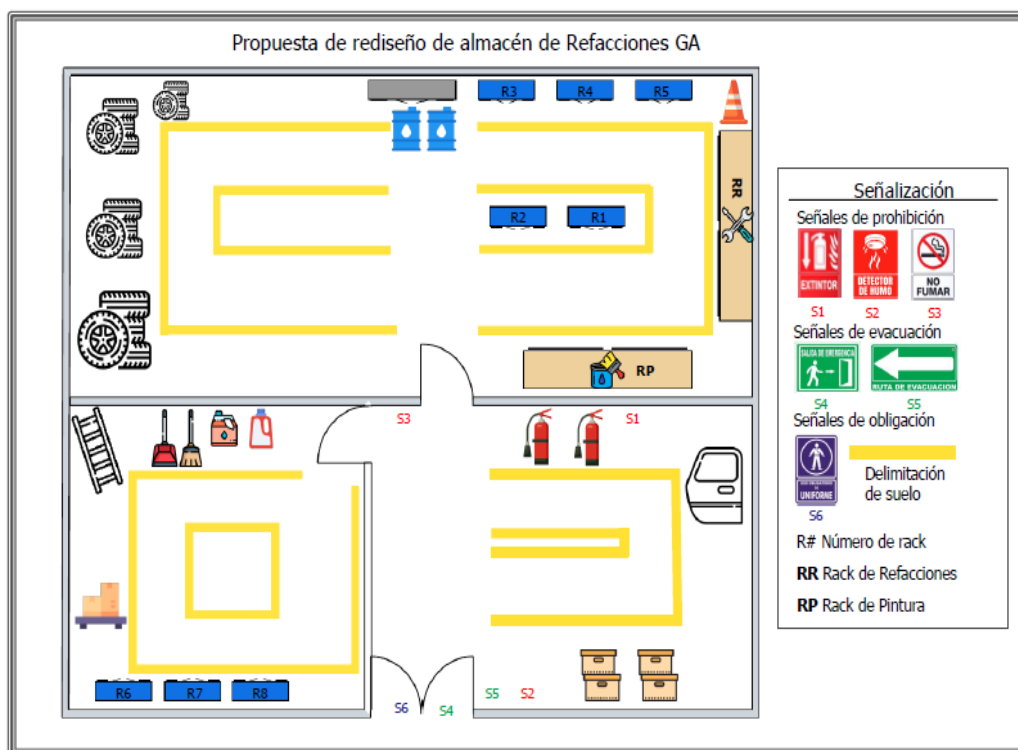 Propuesta de rediseño de almacén de Refacciones GA
R3
R4
R5
RR
R2
R1
RP
S3
S1
R6
R7
R8
S6
S4
S5
S2
Señalización
Señales de prohibición
EXTINTOR
DETECTOR
DE HUMO
NO
FUMAR
S1
S2
S3
Señales de evacuación
SALIDA DE EMERGENCIA
RUTA DE EVACUACION
S4
S5
Señales de obligación
UNIFORME
S6
Delimitación
de suelo
R# Número de rack
RR Rack de Refacciones
RP Rack de Pintura